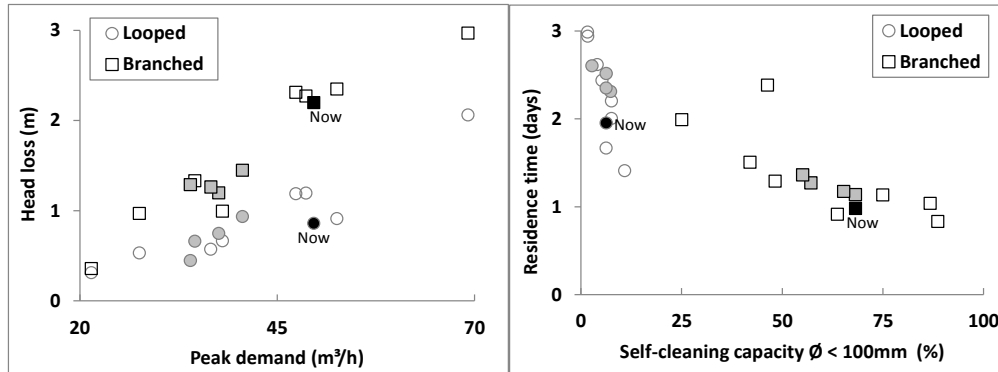 3
2
1
0
Head loss (m)
Looped
Branched
Now
Now
20
45
70
Peak demand (m³/h)
3
2
1
0
Residence time (days)
Looped
Branched
Now
Now
0
25
50
75
100
Self-cleaning capacity Ø < 100mm (%)